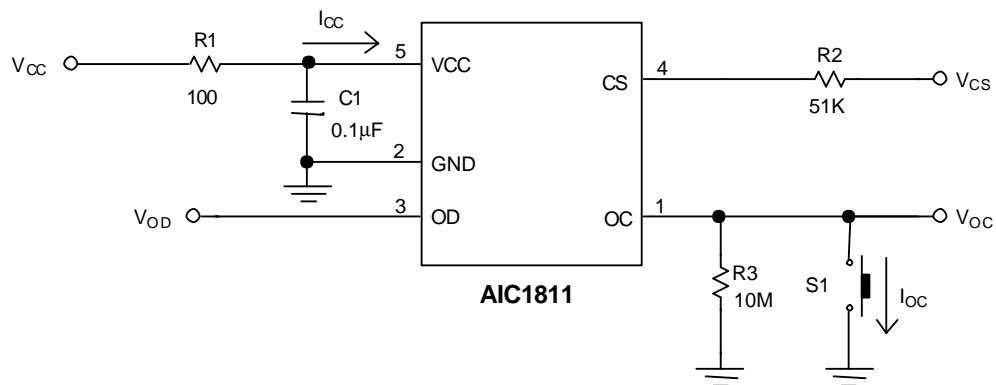 I_CC
R1
V_CC
100
5
VCC
C1
0.1μF
2
GND
V_OD
3
OD
CS
4
R2
51K
V_CS
OC
1
V_OC
R3
10M
S1
I_OC
AIC1811